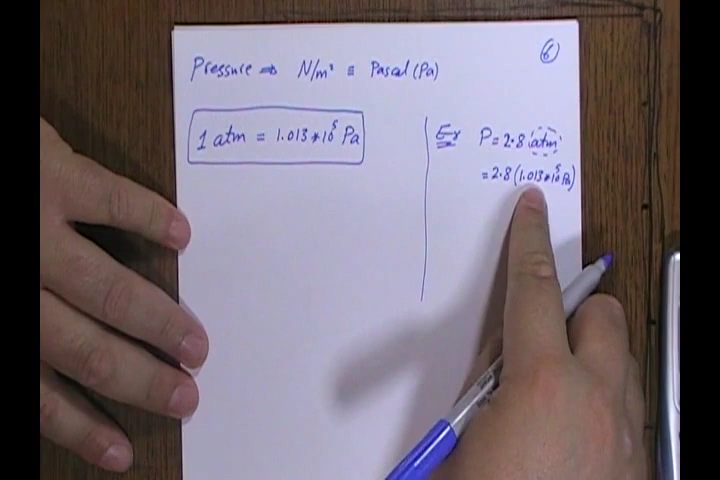 6
Pressure ⇒ N/m² ≡ Pascal (Pa)
1 atm = 1.013*10⁵ Pa
Ex P = 2.8 atm
= 2.8 (1.013*10⁵ Pa)